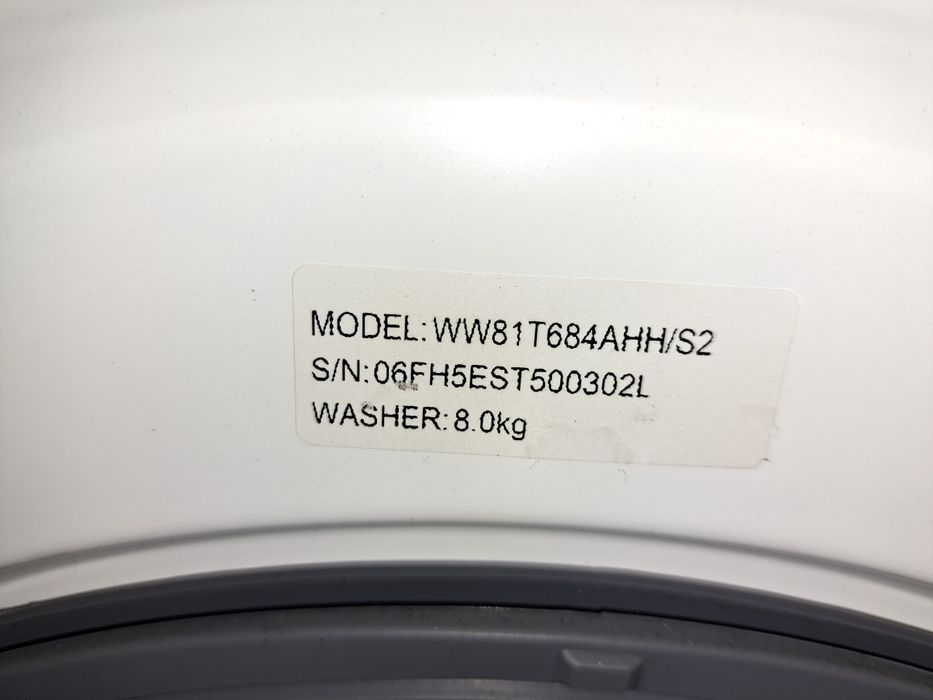 MODEL: WW81T684AHH/S2
S/N: 06FH5EST500302L
WASHER: 8.0kg